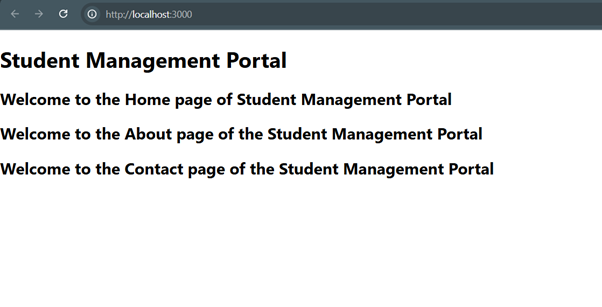 http://localhost:3000
Student Management Portal
Welcome to the Home page of Student Management Portal
Welcome to the About page of the Student Management Portal
Welcome to the Contact page of the Student Management Portal